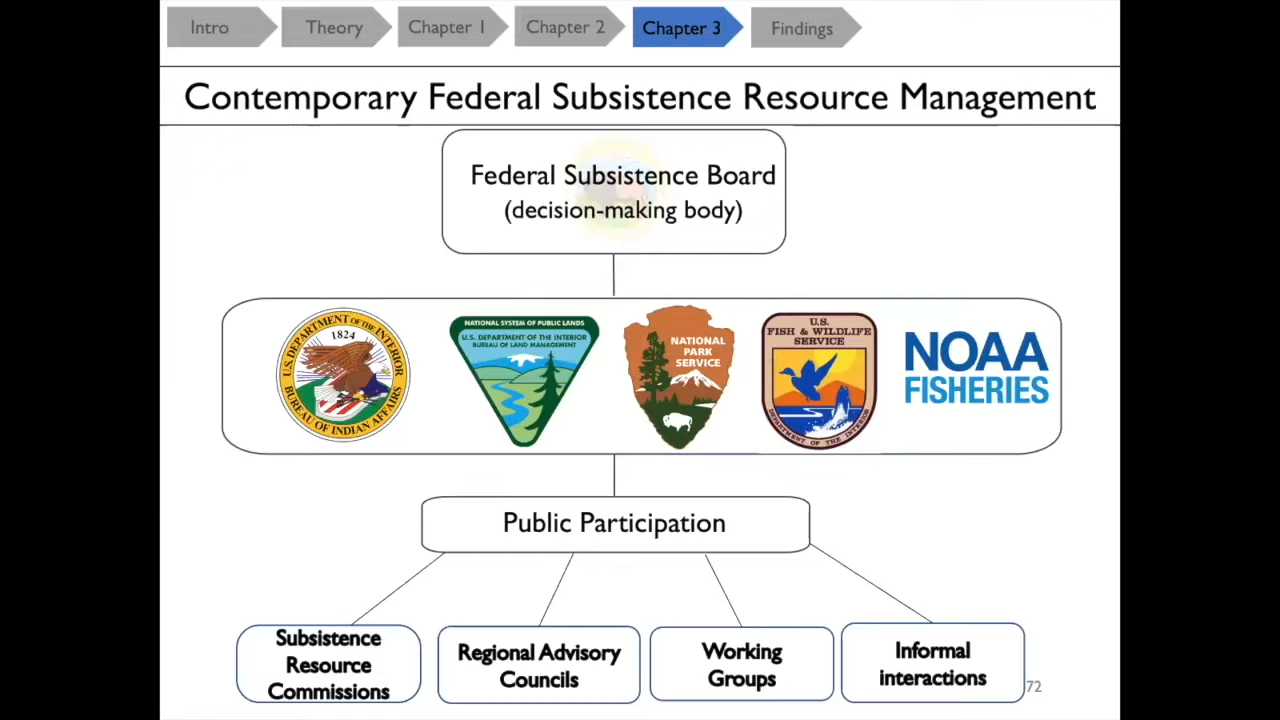 Intro
Theory
Chapter 1
Chapter 2
Chapter 3
Findings
Contemporary Federal Subsistence Resource Management
Federal Subsistence Board
(decision-making body)
U.S. DEPARTMENT OF THE INTERIOR
1824
BUREAU OF INDIAN AFFAIRS
NATIONAL SYSTEM OF PUBLIC LANDS
U.S. DEPARTMENT OF THE INTERIOR
BUREAU OF LAND MANAGEMENT
NATIONAL
PARK
SERVICE
U.S.
FISH & WILDLIFE
SERVICE
DEPARTMENT OF THE INTERIOR
NOAA
FISHERIES
Public Participation
Subsistence
Resource
Commissions
Regional Advisory
Councils
Working
Groups
Informal
interactions
72